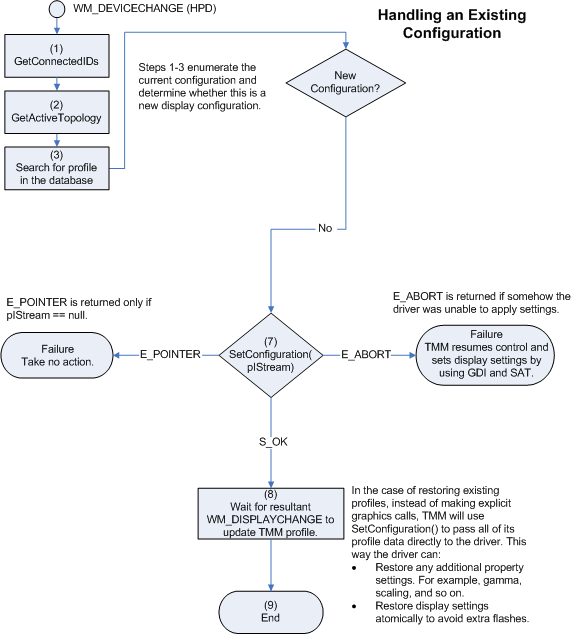 WM_DEVICECHANGE (HPD)
Handling an Existing
Configuration
(1)
GetConnectedIDs
Steps 1-3 enumerate the
current configuration and
determine whether this is a
new display configuration.
New
Configuration?
(2)
GetActiveTopology
(3)
Search for profile
in the database
No
E_POINTER is returned only if
pIStream == null.
E_ABORT is returned if somehow the
driver was unable to apply settings.
Failure
Take no action.
E_POINTER
(7)
SetConfiguration(
pIStream)
E_ABORT
Failure
TMM resumes control and
sets display settings by
using GDI and SAT.
S_OK
(8)
Wait for resultant
WM_DISPLAYCHANGE to
update TMM profile.
In the case of restoring existing
profiles, instead of making explicit
graphics calls, TMM will use
SetConfiguration() to pass all of its
profile data directly to the driver. This
way the driver can:
• Restore any additional property
settings. For example, gamma,
scaling, and so on.
• Restore display settings
atomically to avoid extra flashes.
(9)
End